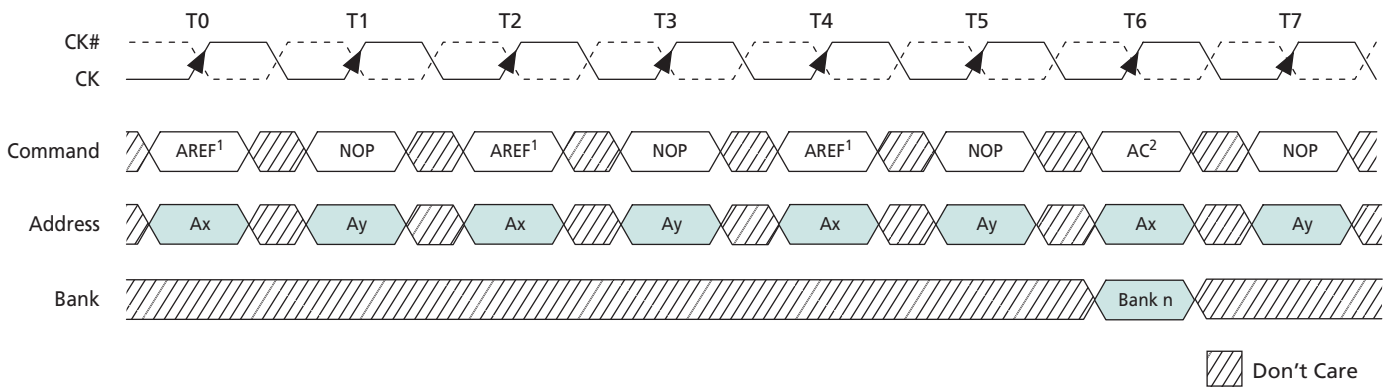 T0 T1 T2 T3 T4 T5 T6 T7
CK#
CK
Command AREF¹ NOP AREF¹ NOP AREF¹ NOP AC² NOP
Address Ax Ay Ax Ay Ax Ay Ax Ay
Bank Bank n
Don't Care